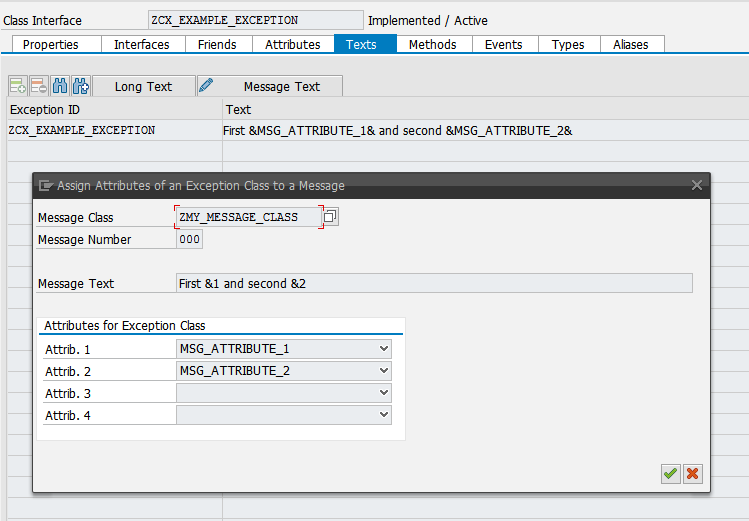 Class Interface ZCX_EXAMPLE_EXCEPTION Implemented / Active
Properties Interfaces Friends Attributes Texts Methods Events Types Aliases
Long Text Message Text
Exception ID Text
ZCX_EXAMPLE_EXCEPTION First &MSG_ATTRIBUTE_1& and second &MSG_ATTRIBUTE_2&
Assign Attributes of an Exception Class to a Message
Message Class ZMY_MESSAGE_CLASS
Message Number 000
Message Text First &1 and second &2
Attributes for Exception Class
Attrib. 1 MSG_ATTRIBUTE_1
Attrib. 2 MSG_ATTRIBUTE_2
Attrib. 3
Attrib. 4